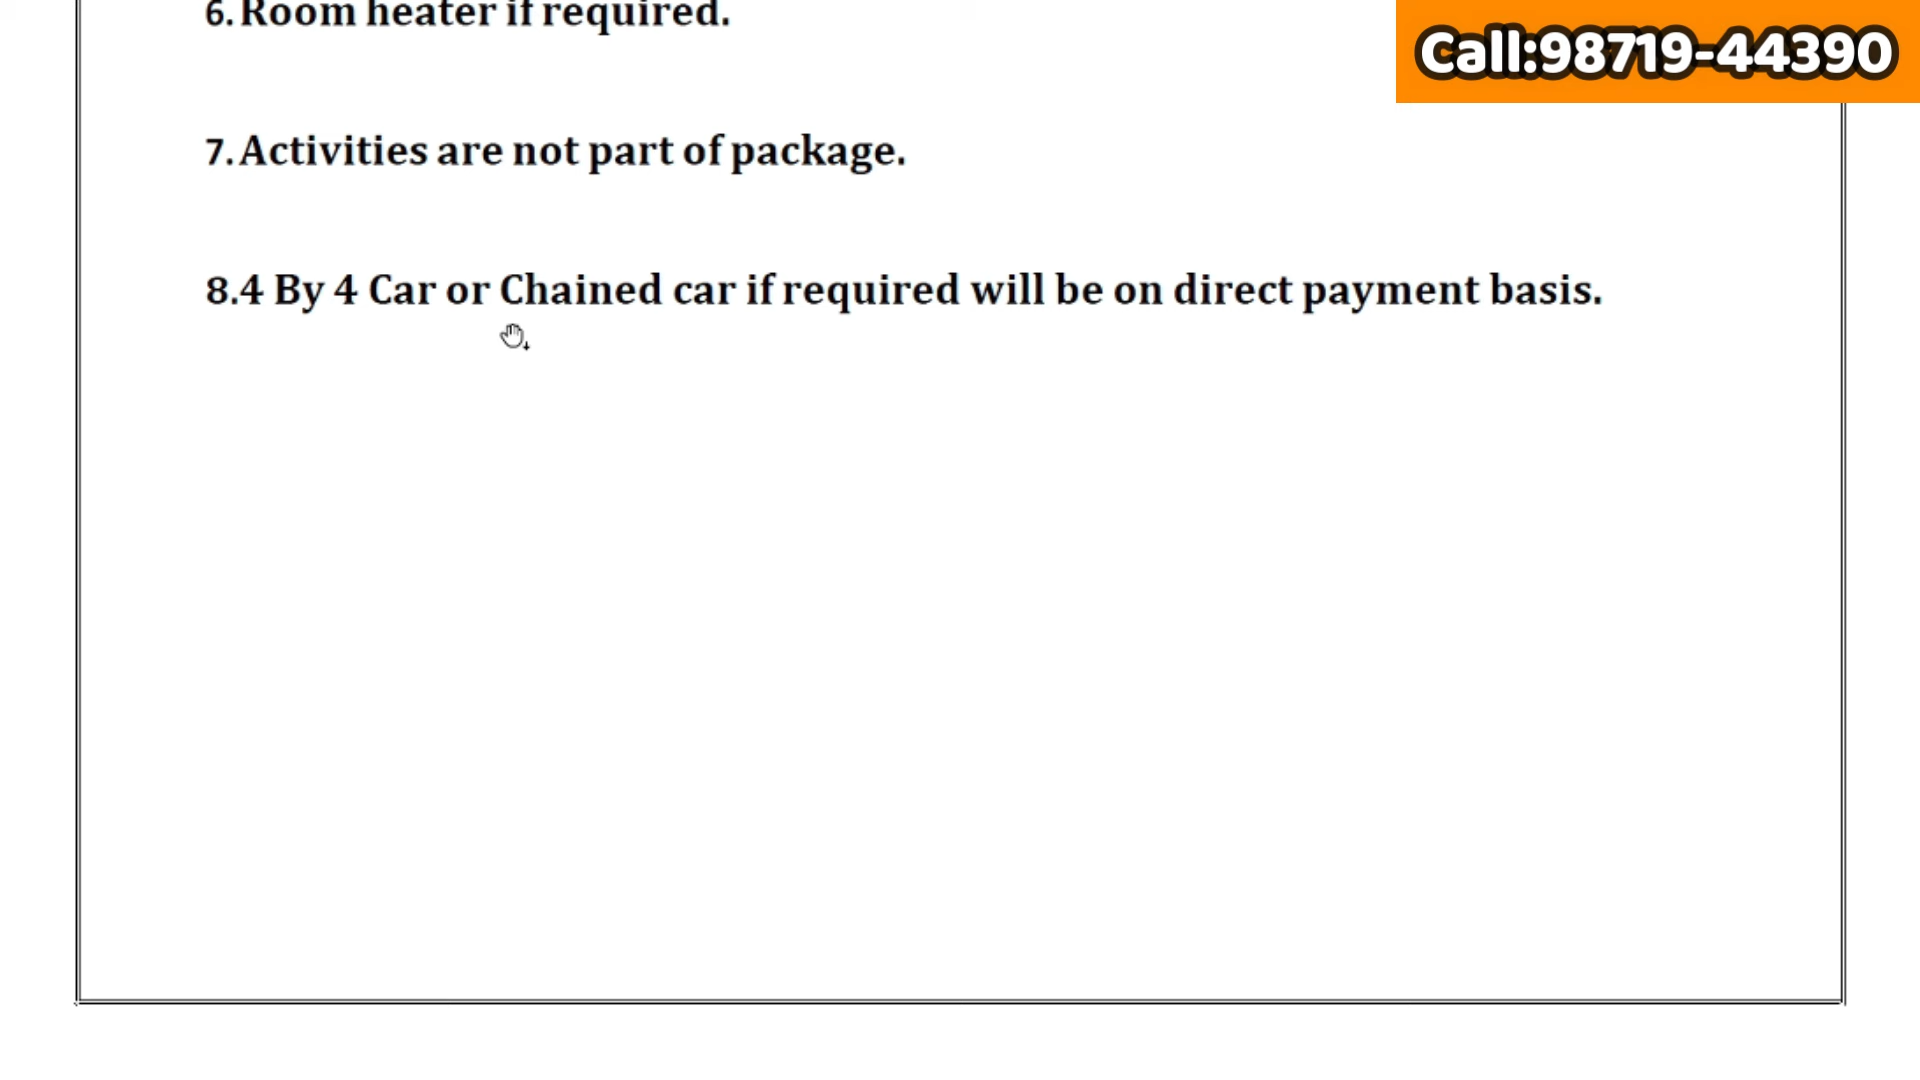 6. Room heater if required.
Call:98719-44390
7. Activities are not part of package.
8.4 By 4 Car or Chained car if required will be on direct payment basis.